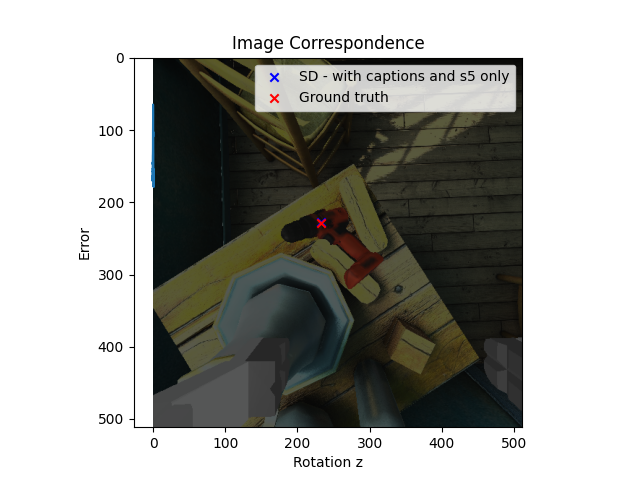 Image Correspondence
SD - with captions and s5 only
Ground truth
Error
0
100
200
300
400
500
0 100 200 300 400 500
Rotation z